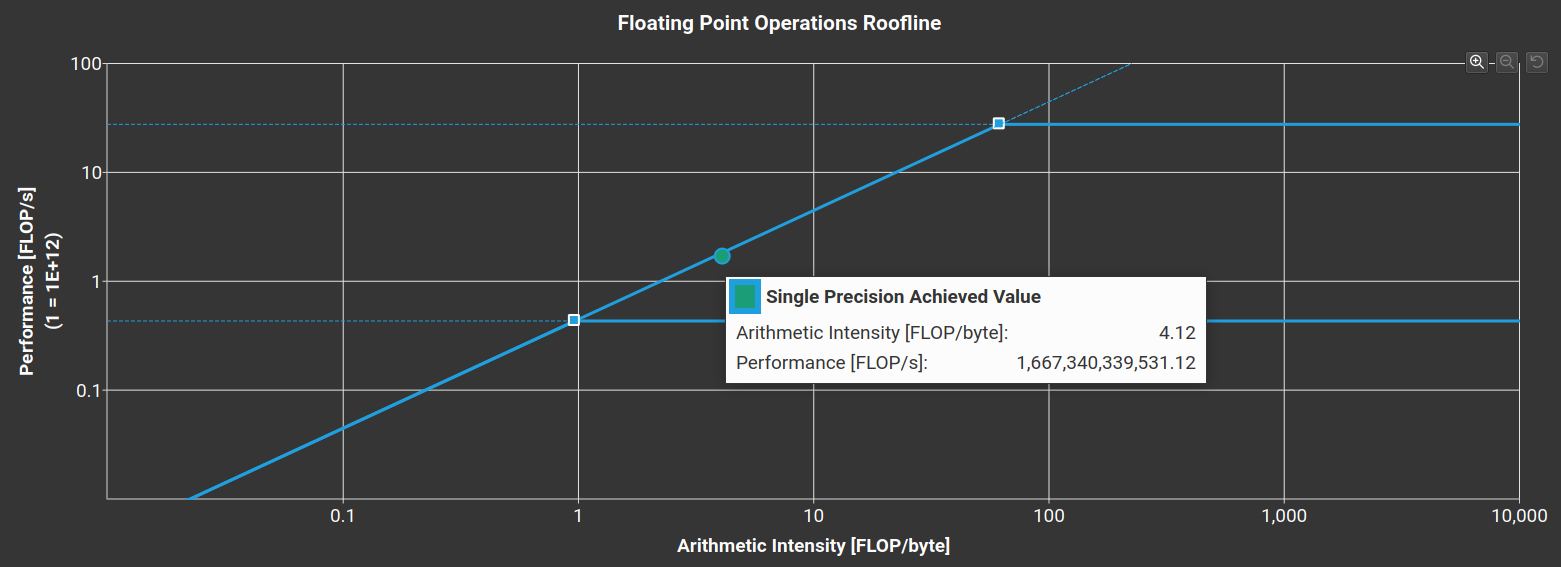 Floating Point Operations Roofline
100
10
1
0.1
Performance [FLOP/s]
(1 = 1E+12)
Single Precision Achieved Value
Arithmetic Intensity [FLOP/byte]: 4.12
Performance [FLOP/s]: 1,667,340,339,531.12
0.1 1 10 100 1,000 10,000
Arithmetic Intensity [FLOP/byte]